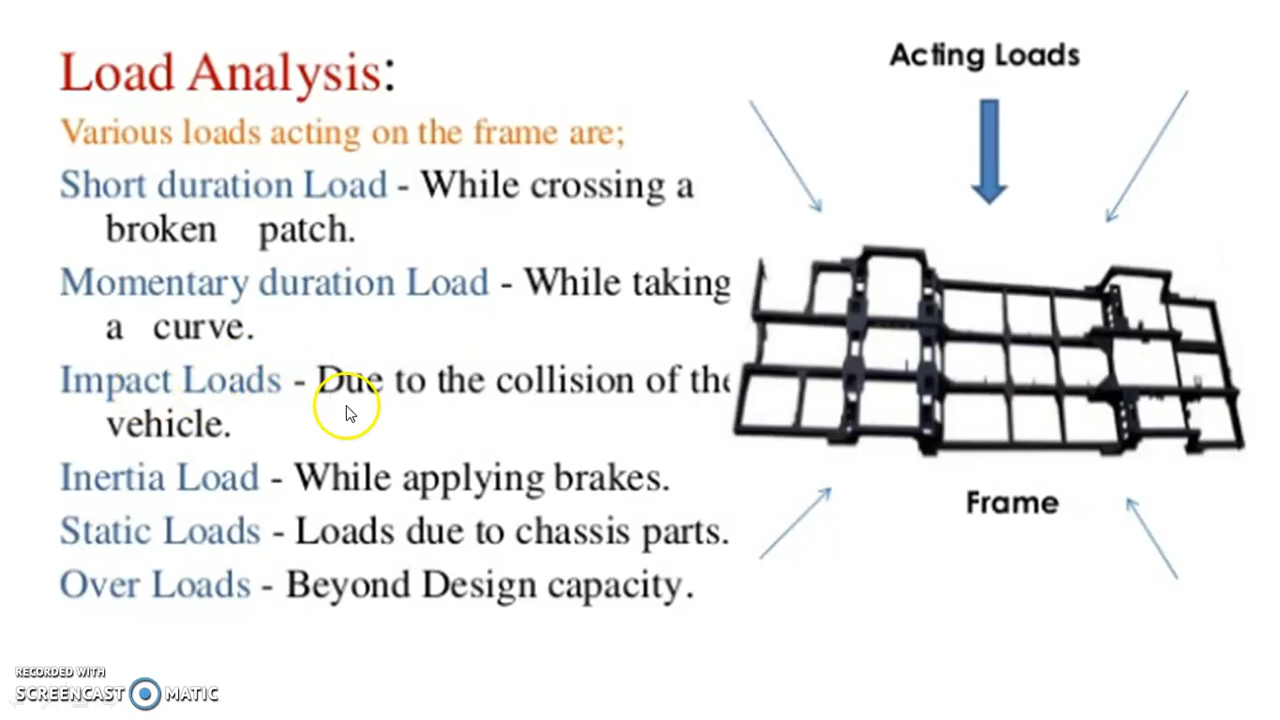 Load Analysis:
Various loads acting on the frame are;
Short duration Load - While crossing a
broken patch.
Momentary duration Load - While taking
a curve.
Impact Loads - Due to the collision of the
vehicle.
Inertia Load - While applying brakes.
Static Loads - Loads due to chassis parts.
Over Loads - Beyond Design capacity.
Acting Loads
Frame
RECORDED WITH
SCREENCAST MATIC